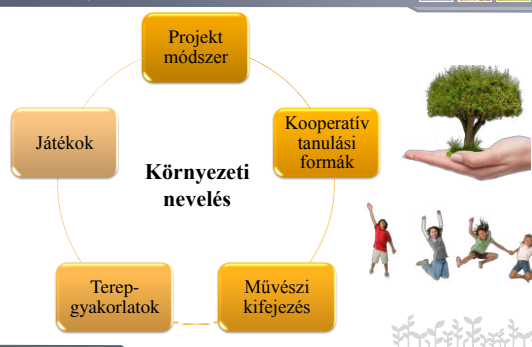 Projekt
módszer
Kooperatív
tanulási
formák
Művészi
kifejezés
Terep-
gyakorlatok
Játékok
Környezeti
nevelés